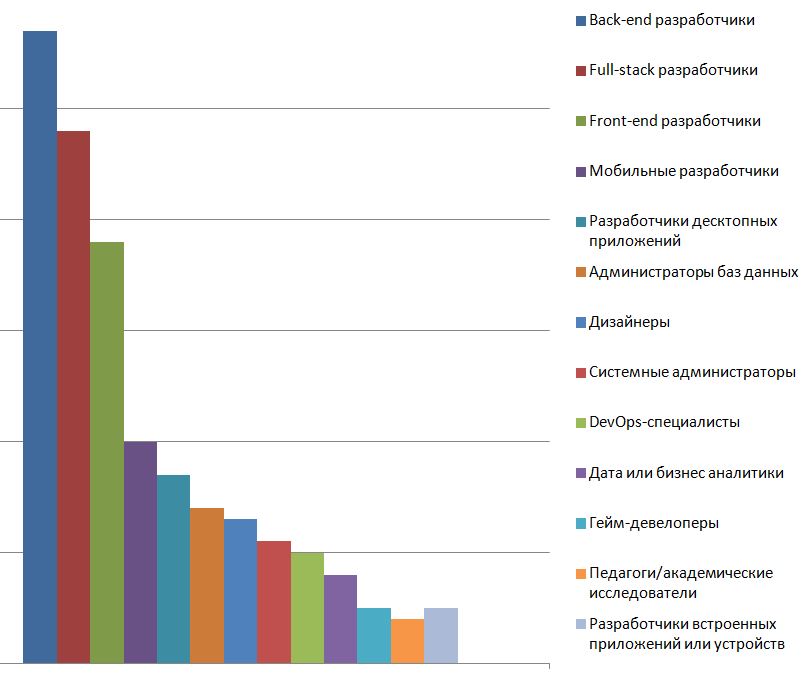 Back-end разработчики
Full-stack разработчики
Front-end разработчики
Мобильные разработчики
Разработчики десктопных
приложений
Администраторы баз данных
Дизайнеры
Системные администраторы
DevOps-специалисты
Дата или бизнес аналитики
Гейм-девелоперы
Педагоги/академические
исследователи
Разработчики встроенных
приложений или устройств